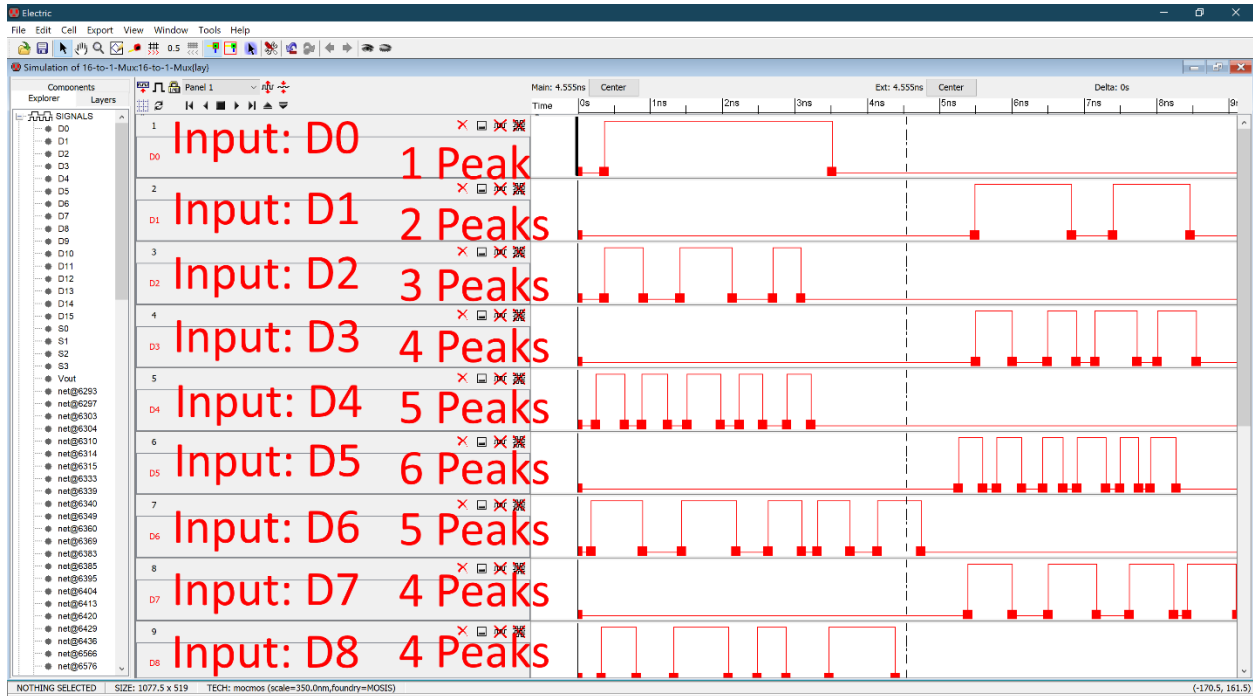 Electric
File Edit Cell Export View Window Tools Help
0.5
Simulation of 16-to-1-Mux:16-to-1-Mux{lay}
Components
Explorer Layers
SIGNALS
D0
D1
D2
D3
D4
D5
D6
D7
D8
D9
D10
D11
D12
D13
D14
D15
S0
S1
S2
S3
Vout
net@6293
net@6297
net@6303
net@6304
net@6310
net@6314
net@6315
net@6333
net@6339
net@6340
net@6349
net@6360
net@6369
net@6383
net@6385
net@6395
net@6404
net@6413
net@6420
net@6429
net@6436
net@6566
net@6576
Panel 1
Main: 4.555ns Center Ext: 4.555ns Center Delta: 0s
Time 0s 1ns 2ns 3ns 4ns 5ns 6ns 7ns 8ns 9
1
D0 Input: D0 1 Peak
2
D1 Input: D1 2 Peaks
3
D2 Input: D2 3 Peaks
4
D3 Input: D3 4 Peaks
5
D4 Input: D4 5 Peaks
6
D5 Input: D5 6 Peaks
7
D6 Input: D6 5 Peaks
8
D7 Input: D7 4 Peaks
9
D8 Input: D8 4 Peaks
NOTHING SELECTED SIZE: 1077.5 x 519 TECH: mocmos (scale=350.0nm,foundry=MOSIS) (-170.5, 161.5)